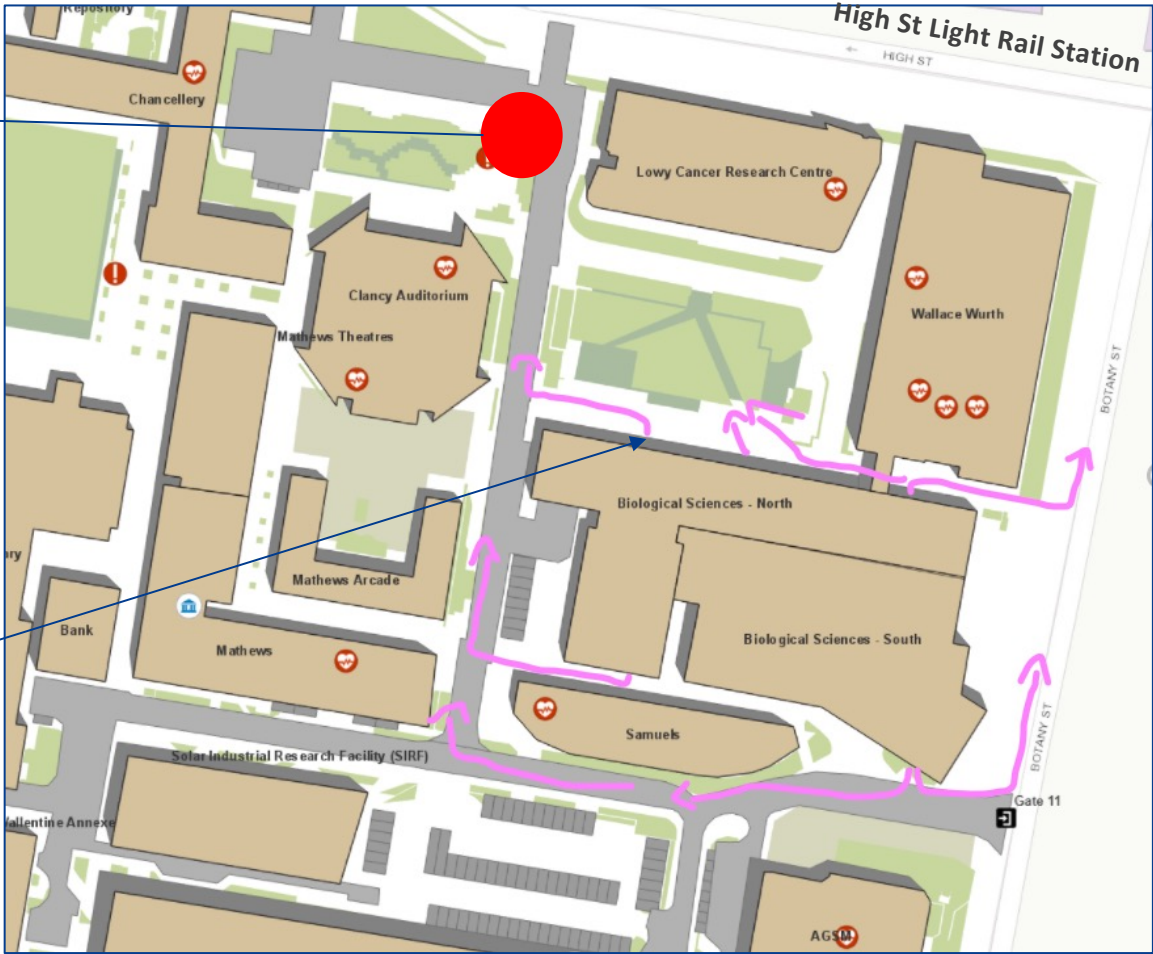 Repository
High St Light Rail Station
HIGH ST
Chancellery
Lowy Cancer Research Centre
Clancy Auditorium
Wallace Wurth
Mathews Theatres
BOTANY ST
Biological Sciences - North
Mathews Arcade
Bank
Mathews
Biological Sciences - South
Samuels
BOTANY ST
Solar Industrial Research Facility (SIRF)
Gate 11
Vallentine Annexe
AGSM